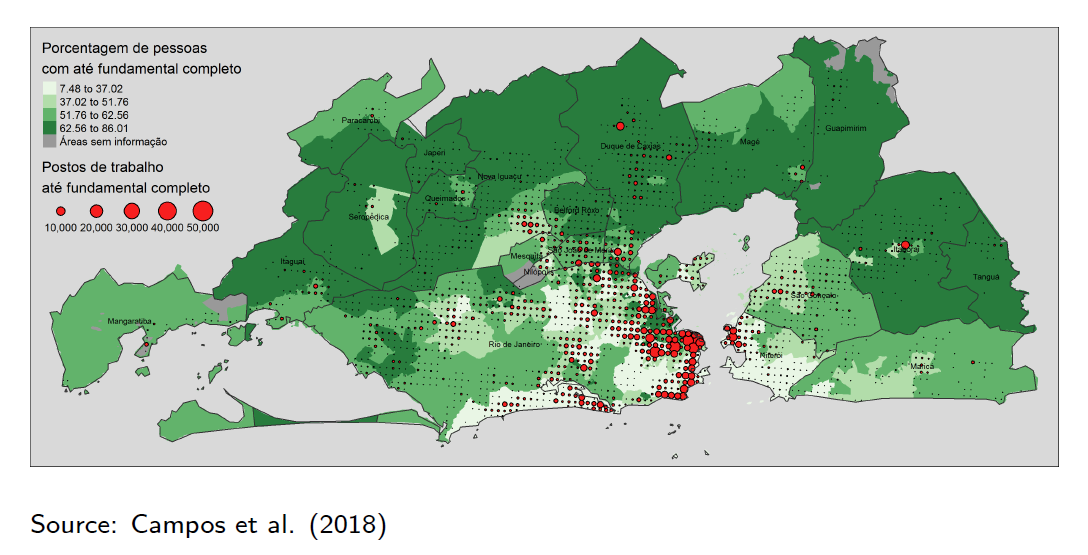 Porcentagem de pessoas
com até fundamental completo
7.48 to 37.02
37.02 to 51.76
51.76 to 62.56
62.56 to 86.01
Áreas sem informação
Postos de trabalho
até fundamental completo
10,000 20,000 30,000 40,000 50,000
Paracambi
Japeri
Duque de Caxias
Magé
Guapimirim
Nova Iguaçu
Queimados
Seropédica
Belford Roxo
São João de Meriti
Mesquita
Nilópolis
Itaguaí
Itaboraí
Tanguá
São Gonçalo
Mangaratiba
Rio de Janeiro
Niterói
Maricá
Source: Campos et al. (2018)